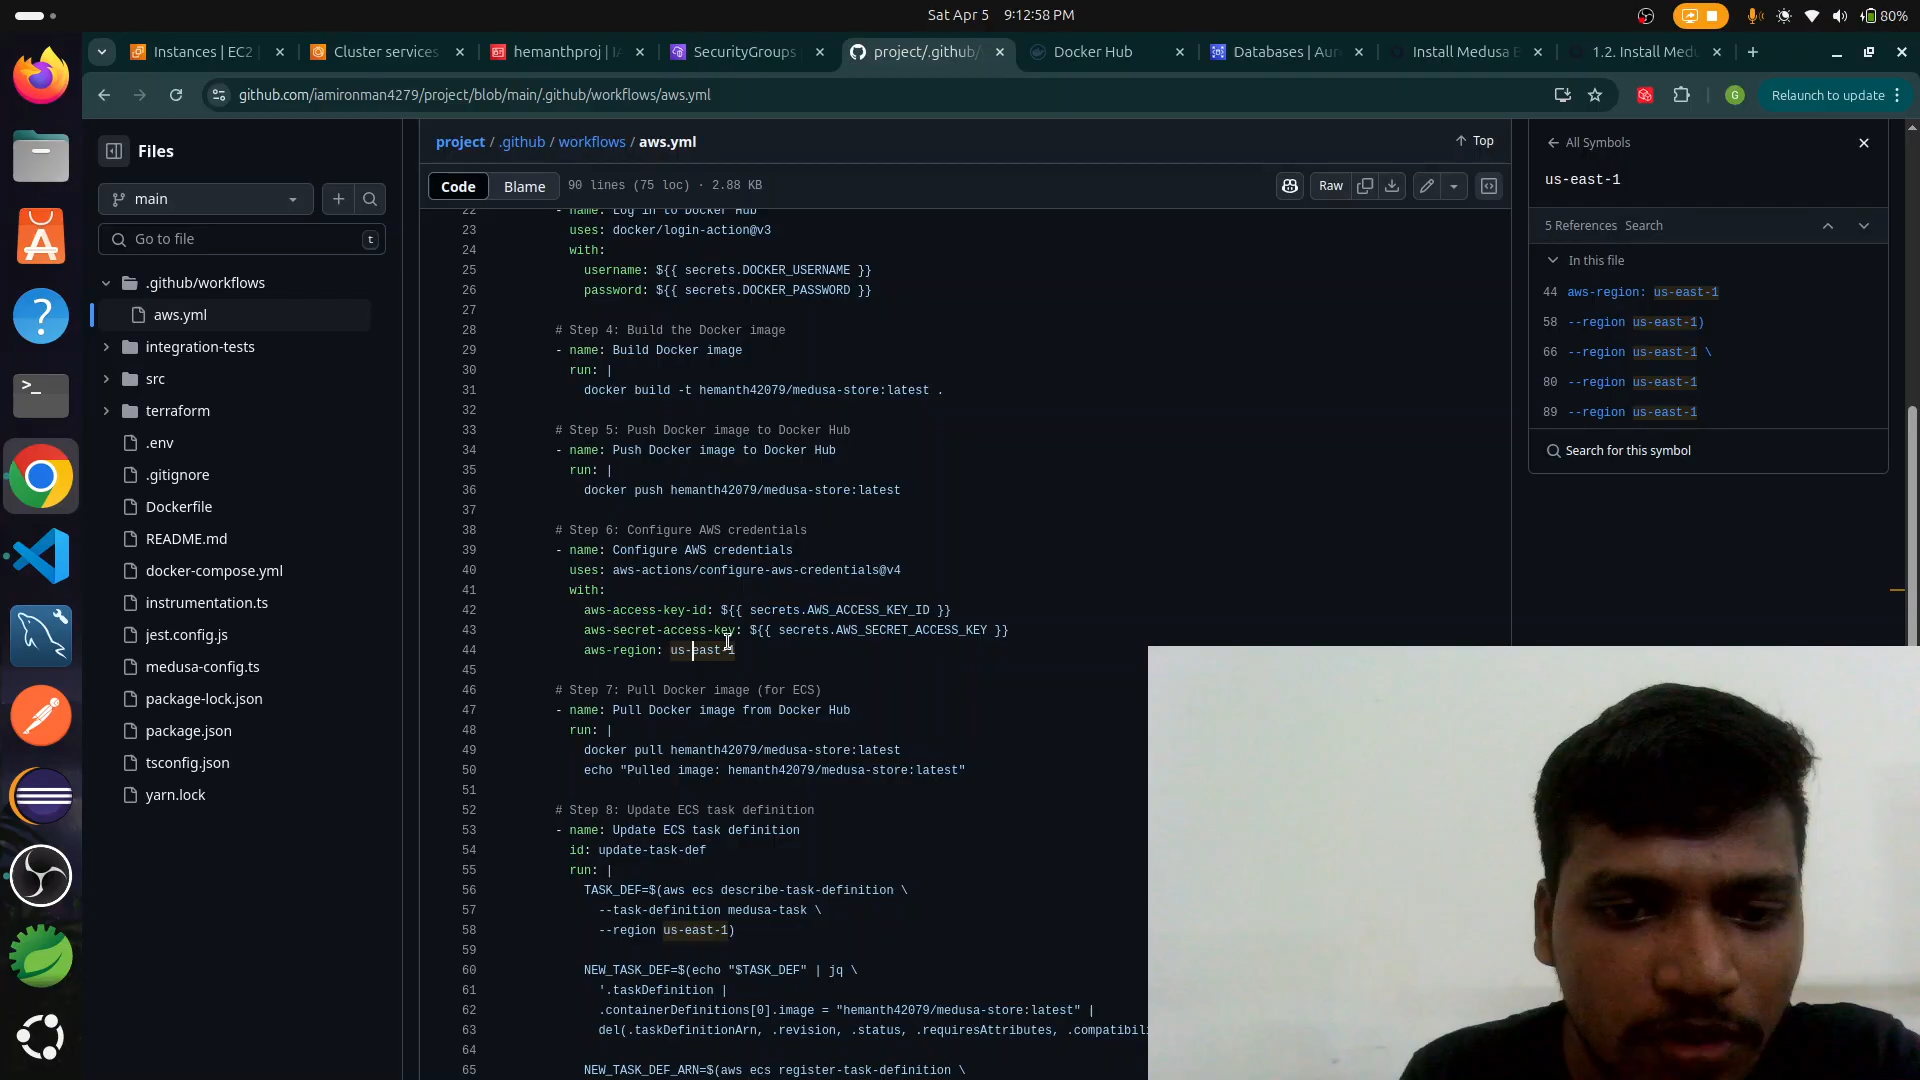 Sat Apr 5 9:12:58 PM
80%
Instances | EC2
Cluster services
hemanthproj | IA
SecurityGroups
project/.github/
Docker Hub
Databases | Aur
Install Medusa B
1.2. Install Med
github.com/iamironman4279/project/blob/main/.github/workflows/aws.yml
G
Relaunch to update
Files
main
Go to file
t
.github/workflows
aws.yml
integration-tests
src
terraform
.env
.gitignore
Dockerfile
README.md
docker-compose.yml
instrumentation.ts
jest.config.js
medusa-config.ts
package-lock.json
package.json
tsconfig.json
yarn.lock
project / .github / workflows / aws.yml
Top
Code
Blame
90 lines (75 loc) · 2.88 KB
Raw
22 - name: Log in to Docker Hub
23 uses: docker/login-action@v3
24 with:
25 username: ${{ secrets.DOCKER_USERNAME }}
26 password: ${{ secrets.DOCKER_PASSWORD }}
27
28 # Step 4: Build the Docker image
29 - name: Build Docker image
30 run: |
31 docker build -t hemanth42079/medusa-store:latest .
32
33 # Step 5: Push Docker image to Docker Hub
34 - name: Push Docker image to Docker Hub
35 run: |
36 docker push hemanth42079/medusa-store:latest
37
38 # Step 6: Configure AWS credentials
39 - name: Configure AWS credentials
40 uses: aws-actions/configure-aws-credentials@v4
41 with:
42 aws-access-key-id: ${{ secrets.AWS_ACCESS_KEY_ID }}
43 aws-secret-access-key: ${{ secrets.AWS_SECRET_ACCESS_KEY }}
44 aws-region: us-east-1
45
46 # Step 7: Pull Docker image (for ECS)
47 - name: Pull Docker image from Docker Hub
48 run: |
49 docker pull hemanth42079/medusa-store:latest
50 echo "Pulled image: hemanth42079/medusa-store:latest"
51
52 # Step 8: Update ECS task definition
53 - name: Update ECS task definition
54 id: update-task-def
55 run: |
56 TASK_DEF=$(aws ecs describe-task-definition \
57 --task-definition medusa-task \
58 --region us-east-1)
59
60 NEW_TASK_DEF=$(echo "$TASK_DEF" | jq \
61 '.taskDefinition |
62 .containerDefinitions[0].image = "hemanth42079/medusa-store:latest" |
63 del(.taskDefinitionArn, .revision, .status, .requiresAttributes, .compatibili
64
65 NEW_TASK_DEF_ARN=$(aws ecs register-task-definition \
All Symbols
us-east-1
5 References Search
In this file
44 aws-region: us-east-1
58 --region us-east-1)
66 --region us-east-1 \
80 --region us-east-1
89 --region us-east-1
Search for this symbol